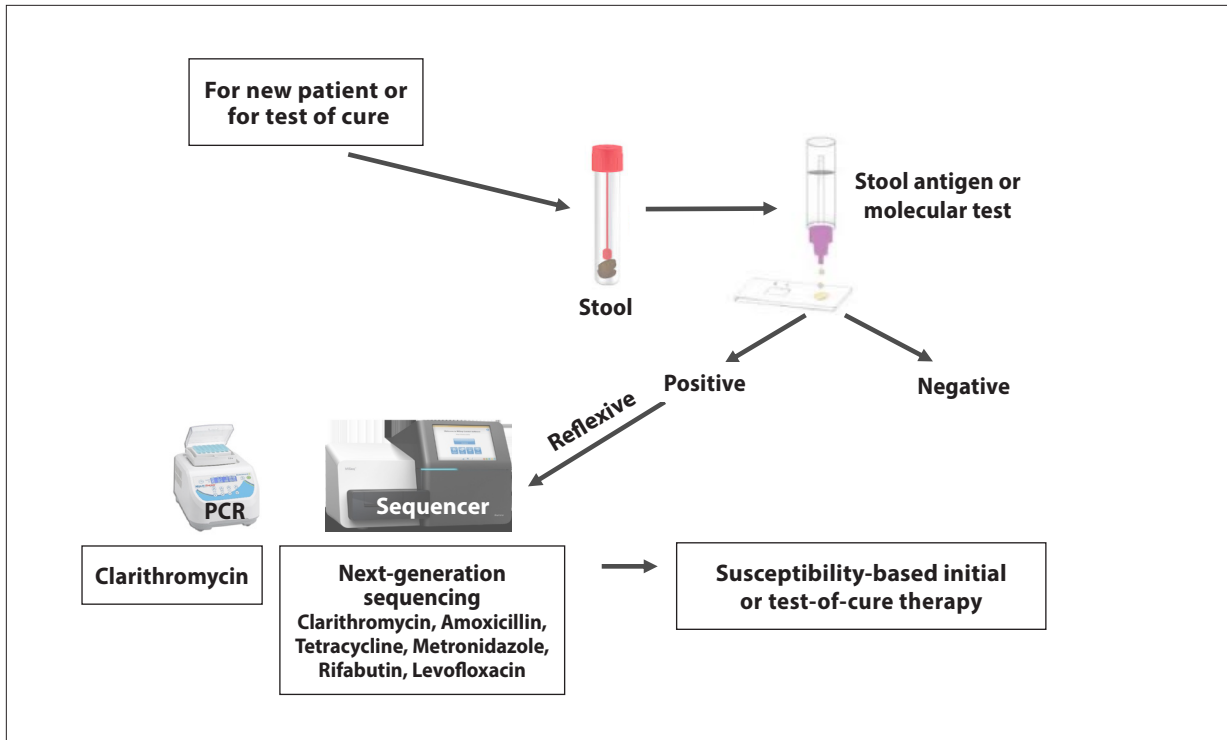 For new patient or
for test of cure
Stool antigen or
molecular test
Stool
Positive
Negative
Reflexive
PCR
Sequencer
Clarithromycin
Next-generation
sequencing
Clarithromycin, Amoxicillin,
Tetracycline, Metronidazole,
Rifabutin, Levofloxacin
Susceptibility-based initial
or test-of-cure therapy